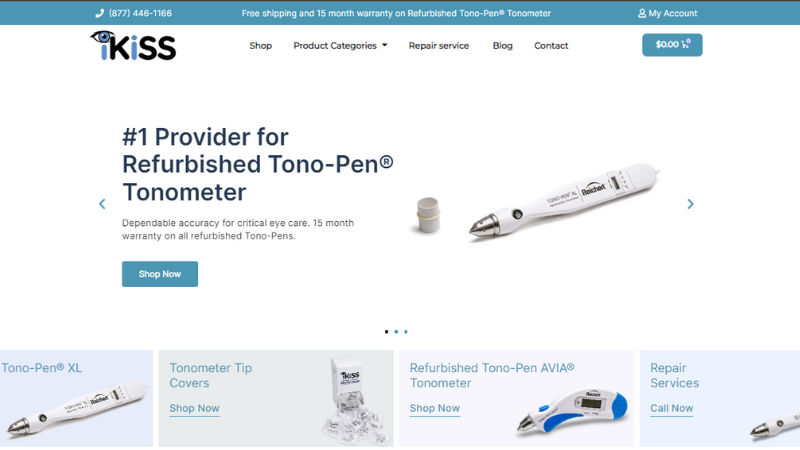 (877) 446-1166
Free shipping and 15 month warranty on Refurbished Tono-Pen® Tonometer
My Account
iKiSS
Shop
Product Categories
Repair service
Blog
Contact
$0.00
0
#1 Provider for
Refurbished Tono-Pen®
Tonometer
Dependable accuracy for critical eye care. 15 month
warranty on all refurbished Tono-Pens.
Shop Now
TONO-PEN XL
Reichert
Tono-Pen® XL
Tonometer Tip
Covers
Shop Now
iKiSS
Refurbished Tono-Pen AVIA®
Tonometer
Shop Now
Reichert
Repair
Services
Call Now